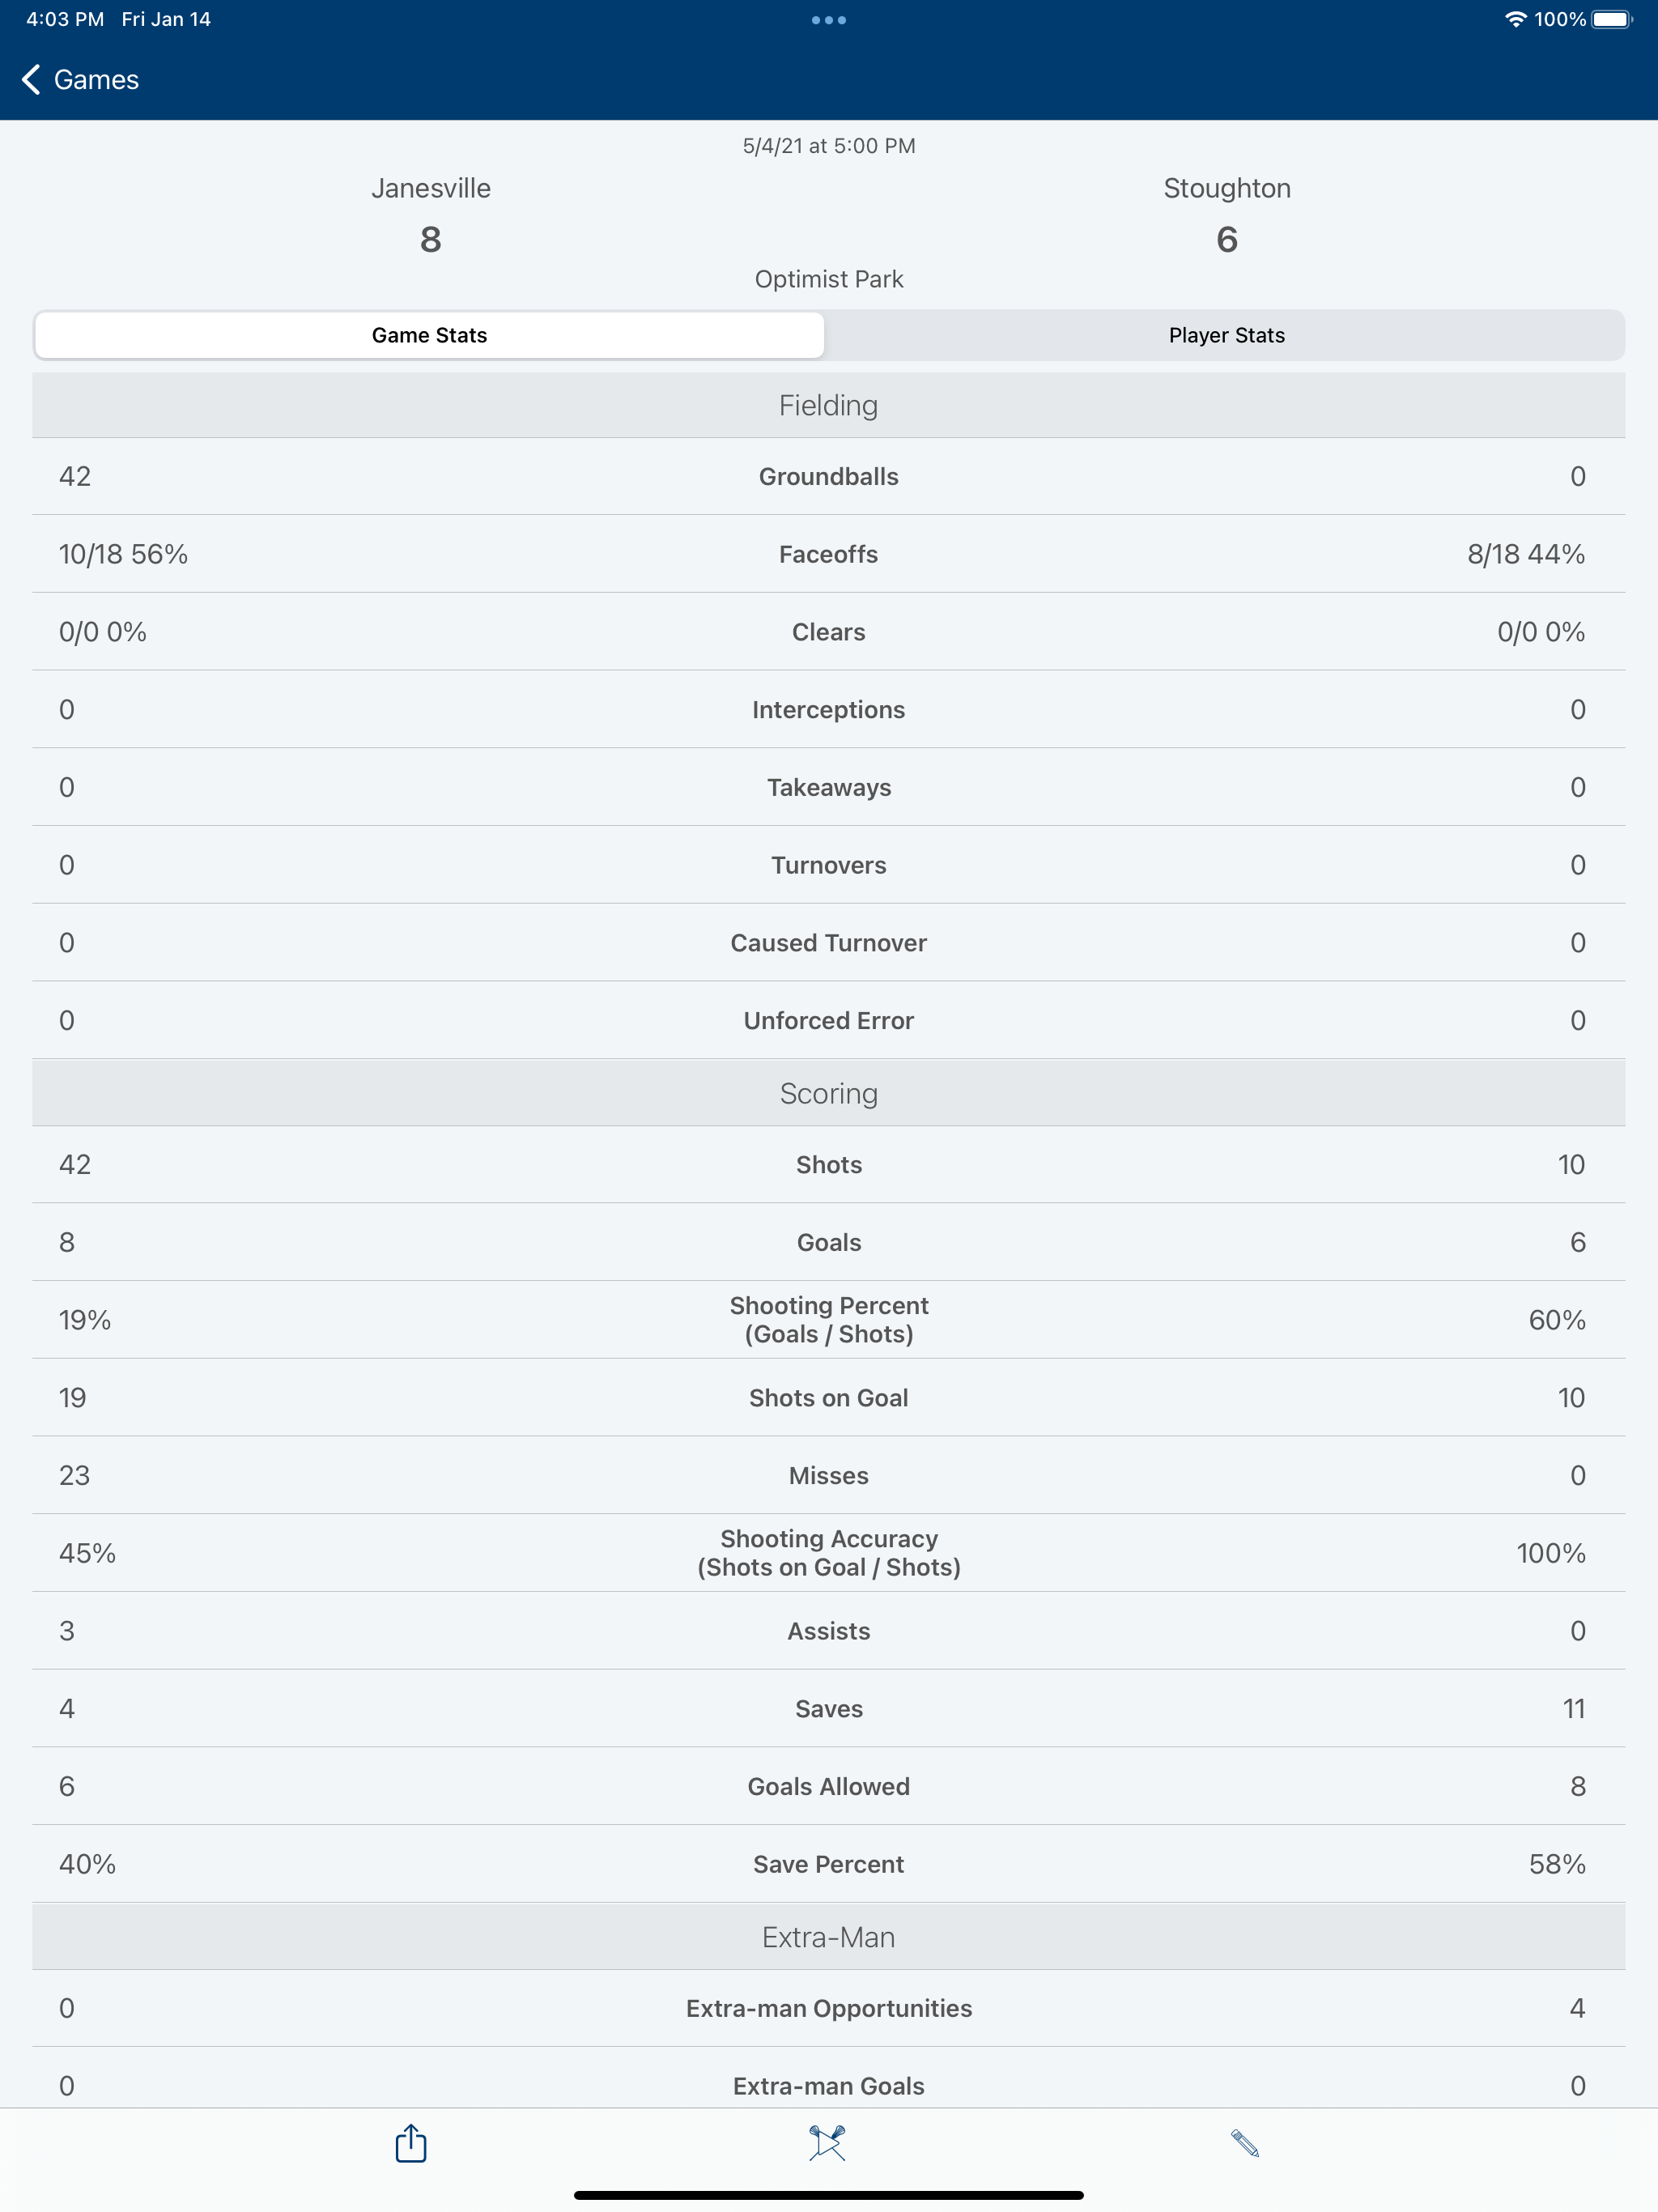 4:03 PM Fri Jan 14
100%
Games
5/4/21 at 5:00 PM
Janesville Stoughton
8 6
Optimist Park
Game Stats Player Stats
Fielding
42 Groundballs 0
10/18 56% Faceoffs 8/18 44%
0/0 0% Clears 0/0 0%
0 Interceptions 0
0 Takeaways 0
0 Turnovers 0
0 Caused Turnover 0
0 Unforced Error 0
Scoring
42 Shots 10
8 Goals 6
19% Shooting Percent 60%
(Goals / Shots)
19 Shots on Goal 10
23 Misses 0
45% Shooting Accuracy 100%
(Shots on Goal / Shots)
3 Assists 0
4 Saves 11
6 Goals Allowed 8
40% Save Percent 58%
Extra-Man
0 Extra-man Opportunities 4
0 Extra-man Goals 0